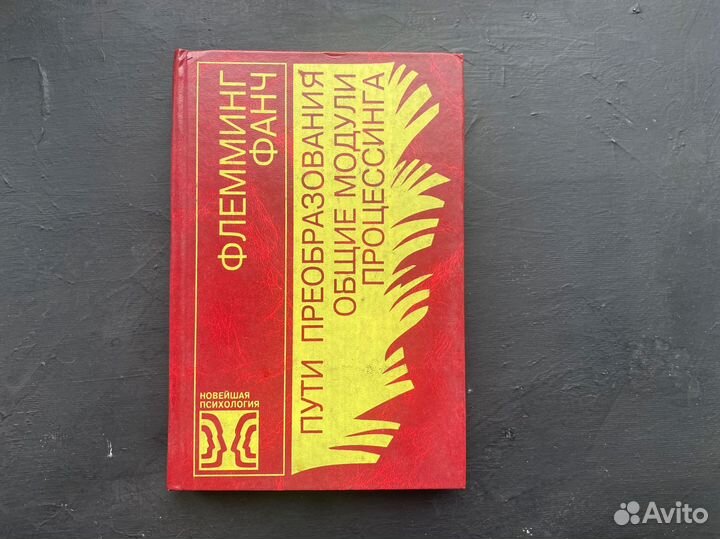 ФЛЕММИНГ
ФАНЧ
ПУТИ ПРЕОБРАЗОВАНИЯ
ОБЩИЕ МОДУЛИ
ПРОЦЕССИНГА
НОВЕЙШАЯ
ПСИХОЛОГИЯ
Avito